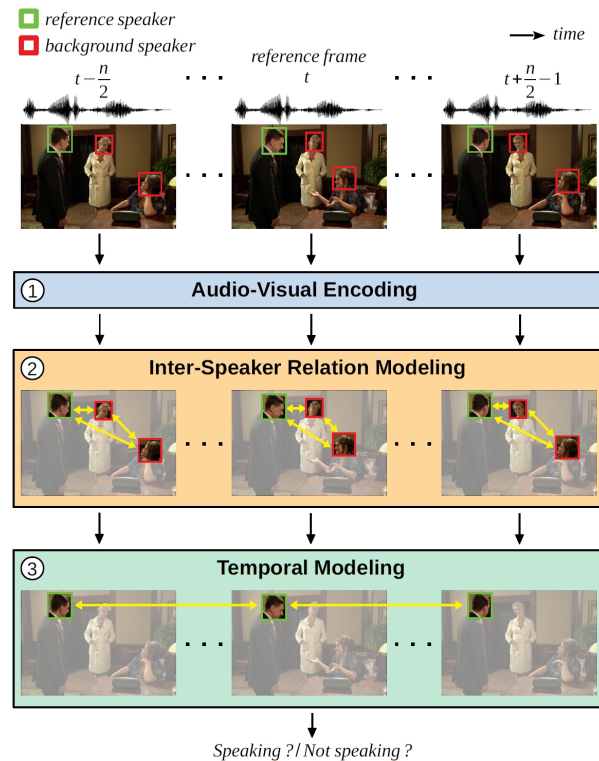 reference speaker
background speaker
time
reference frame
t − n/2 · · · t · · · t + n/2 − 1
· · · · · ·
① Audio-Visual Encoding
② Inter-Speaker Relation Modeling
· · · · · ·
③ Temporal Modeling
· · · · · ·
Speaking ? / Not speaking ?